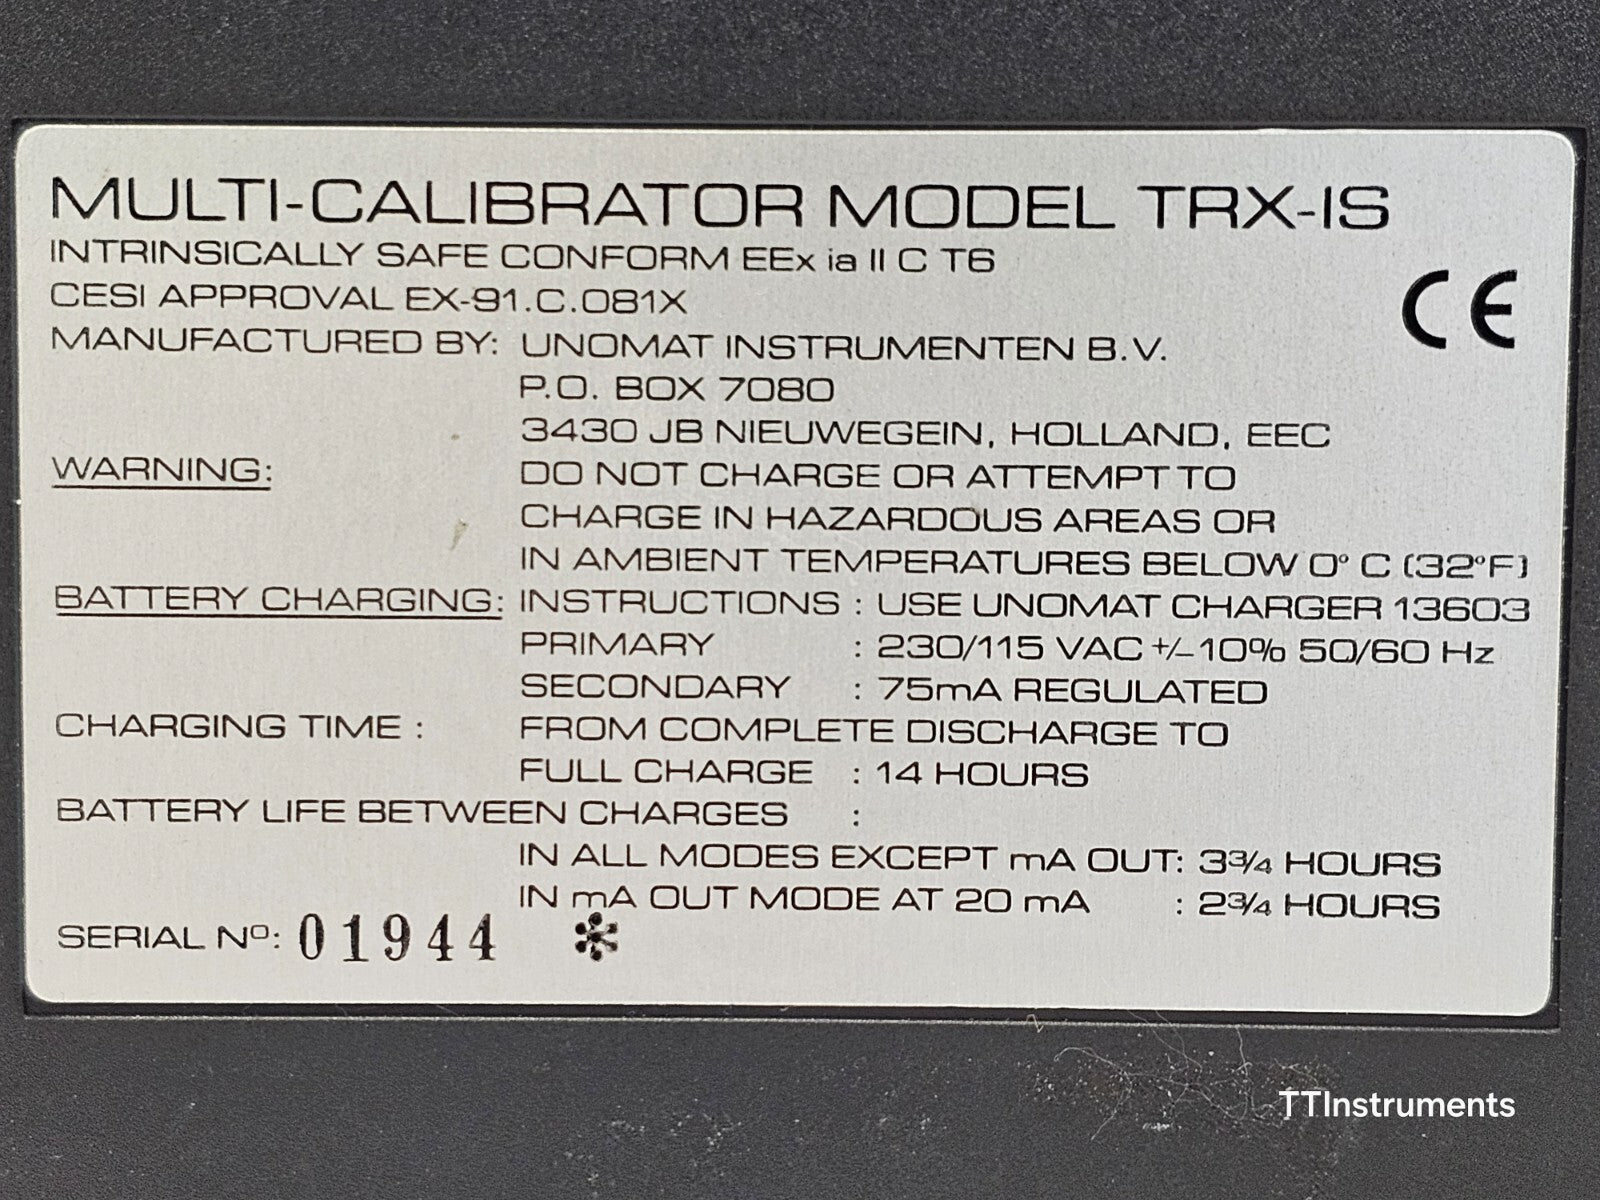 MULTI-CALIBRATOR MODEL TRX-IS
INTRINSICALLY SAFE CONFORM EEx ia II C T6
CESI APPROVAL EX-91.C.081X
CE
MANUFACTURED BY: UNOMAT INSTRUMENTEN B.V.
P.O. BOX 7080
3430 JB NIEUWEGEIN, HOLLAND, EEC
WARNING: DO NOT CHARGE OR ATTEMPT TO
CHARGE IN HAZARDOUS AREAS OR
IN AMBIENT TEMPERATURES BELOW 0° C (32°F)
BATTERY CHARGING: INSTRUCTIONS : USE UNOMAT CHARGER 13603
PRIMARY : 230/115 VAC +/-10% 50/60 Hz
SECONDARY : 75mA REGULATED
CHARGING TIME : FROM COMPLETE DISCHARGE TO
FULL CHARGE : 14 HOURS
BATTERY LIFE BETWEEN CHARGES :
IN ALL MODES EXCEPT mA OUT: 3¾ HOURS
IN mA OUT MODE AT 20 mA : 2¾ HOURS
SERIAL Nº: 01944 *
TTInstruments